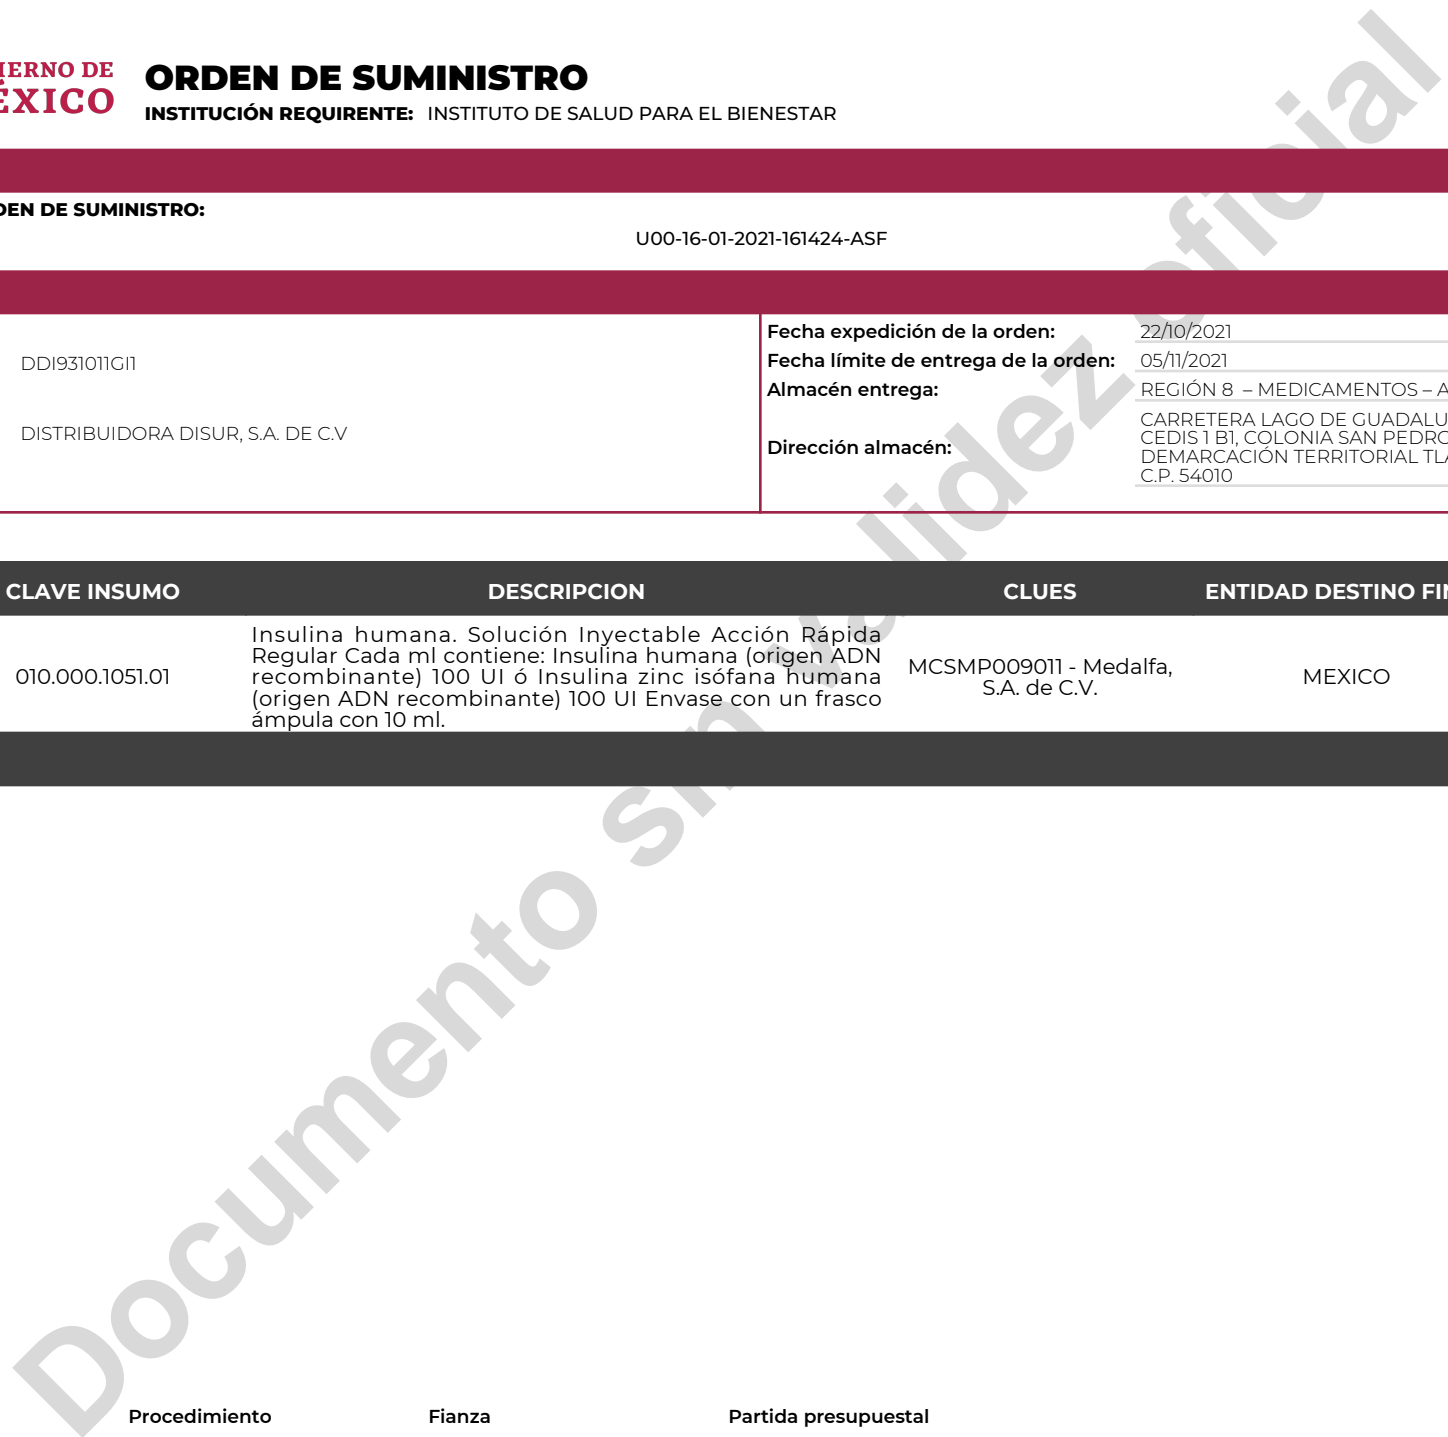 IERNO DE
ÉXICO
ORDEN DE SUMINISTRO
INSTITUCIÓN REQUIRENTE: INSTITUTO DE SALUD PARA EL BIENESTAR
DEN DE SUMINISTRO:
U00-16-01-2021-161424-ASF
DDI931011GI1
DISTRIBUIDORA DISUR, S.A. DE C.V
Fecha expedición de la orden: 22/10/2021
Fecha límite de entrega de la orden: 05/11/2021
Almacén entrega: REGIÓN 8 – MEDICAMENTOS – A
Dirección almacén:
CARRETERA LAGO DE GUADALU
CEDIS 1 B1, COLONIA SAN PEDRO
DEMARCACIÓN TERRITORIAL TLA
C.P. 54010
CLAVE INSUMO DESCRIPCION CLUES ENTIDAD DESTINO FIN
010.000.1051.01
Insulina humana. Solución Inyectable Acción Rápida
Regular Cada ml contiene: Insulina humana (origen ADN
recombinante) 100 UI ó Insulina zinc isófana humana
(origen ADN recombinante) 100 UI Envase con un frasco
ámpula con 10 ml.
MCSMP009011 - Medalfa,
S.A. de C.V.
MEXICO
Documento sin validez oficial
Procedimiento Fianza Partida presupuestal